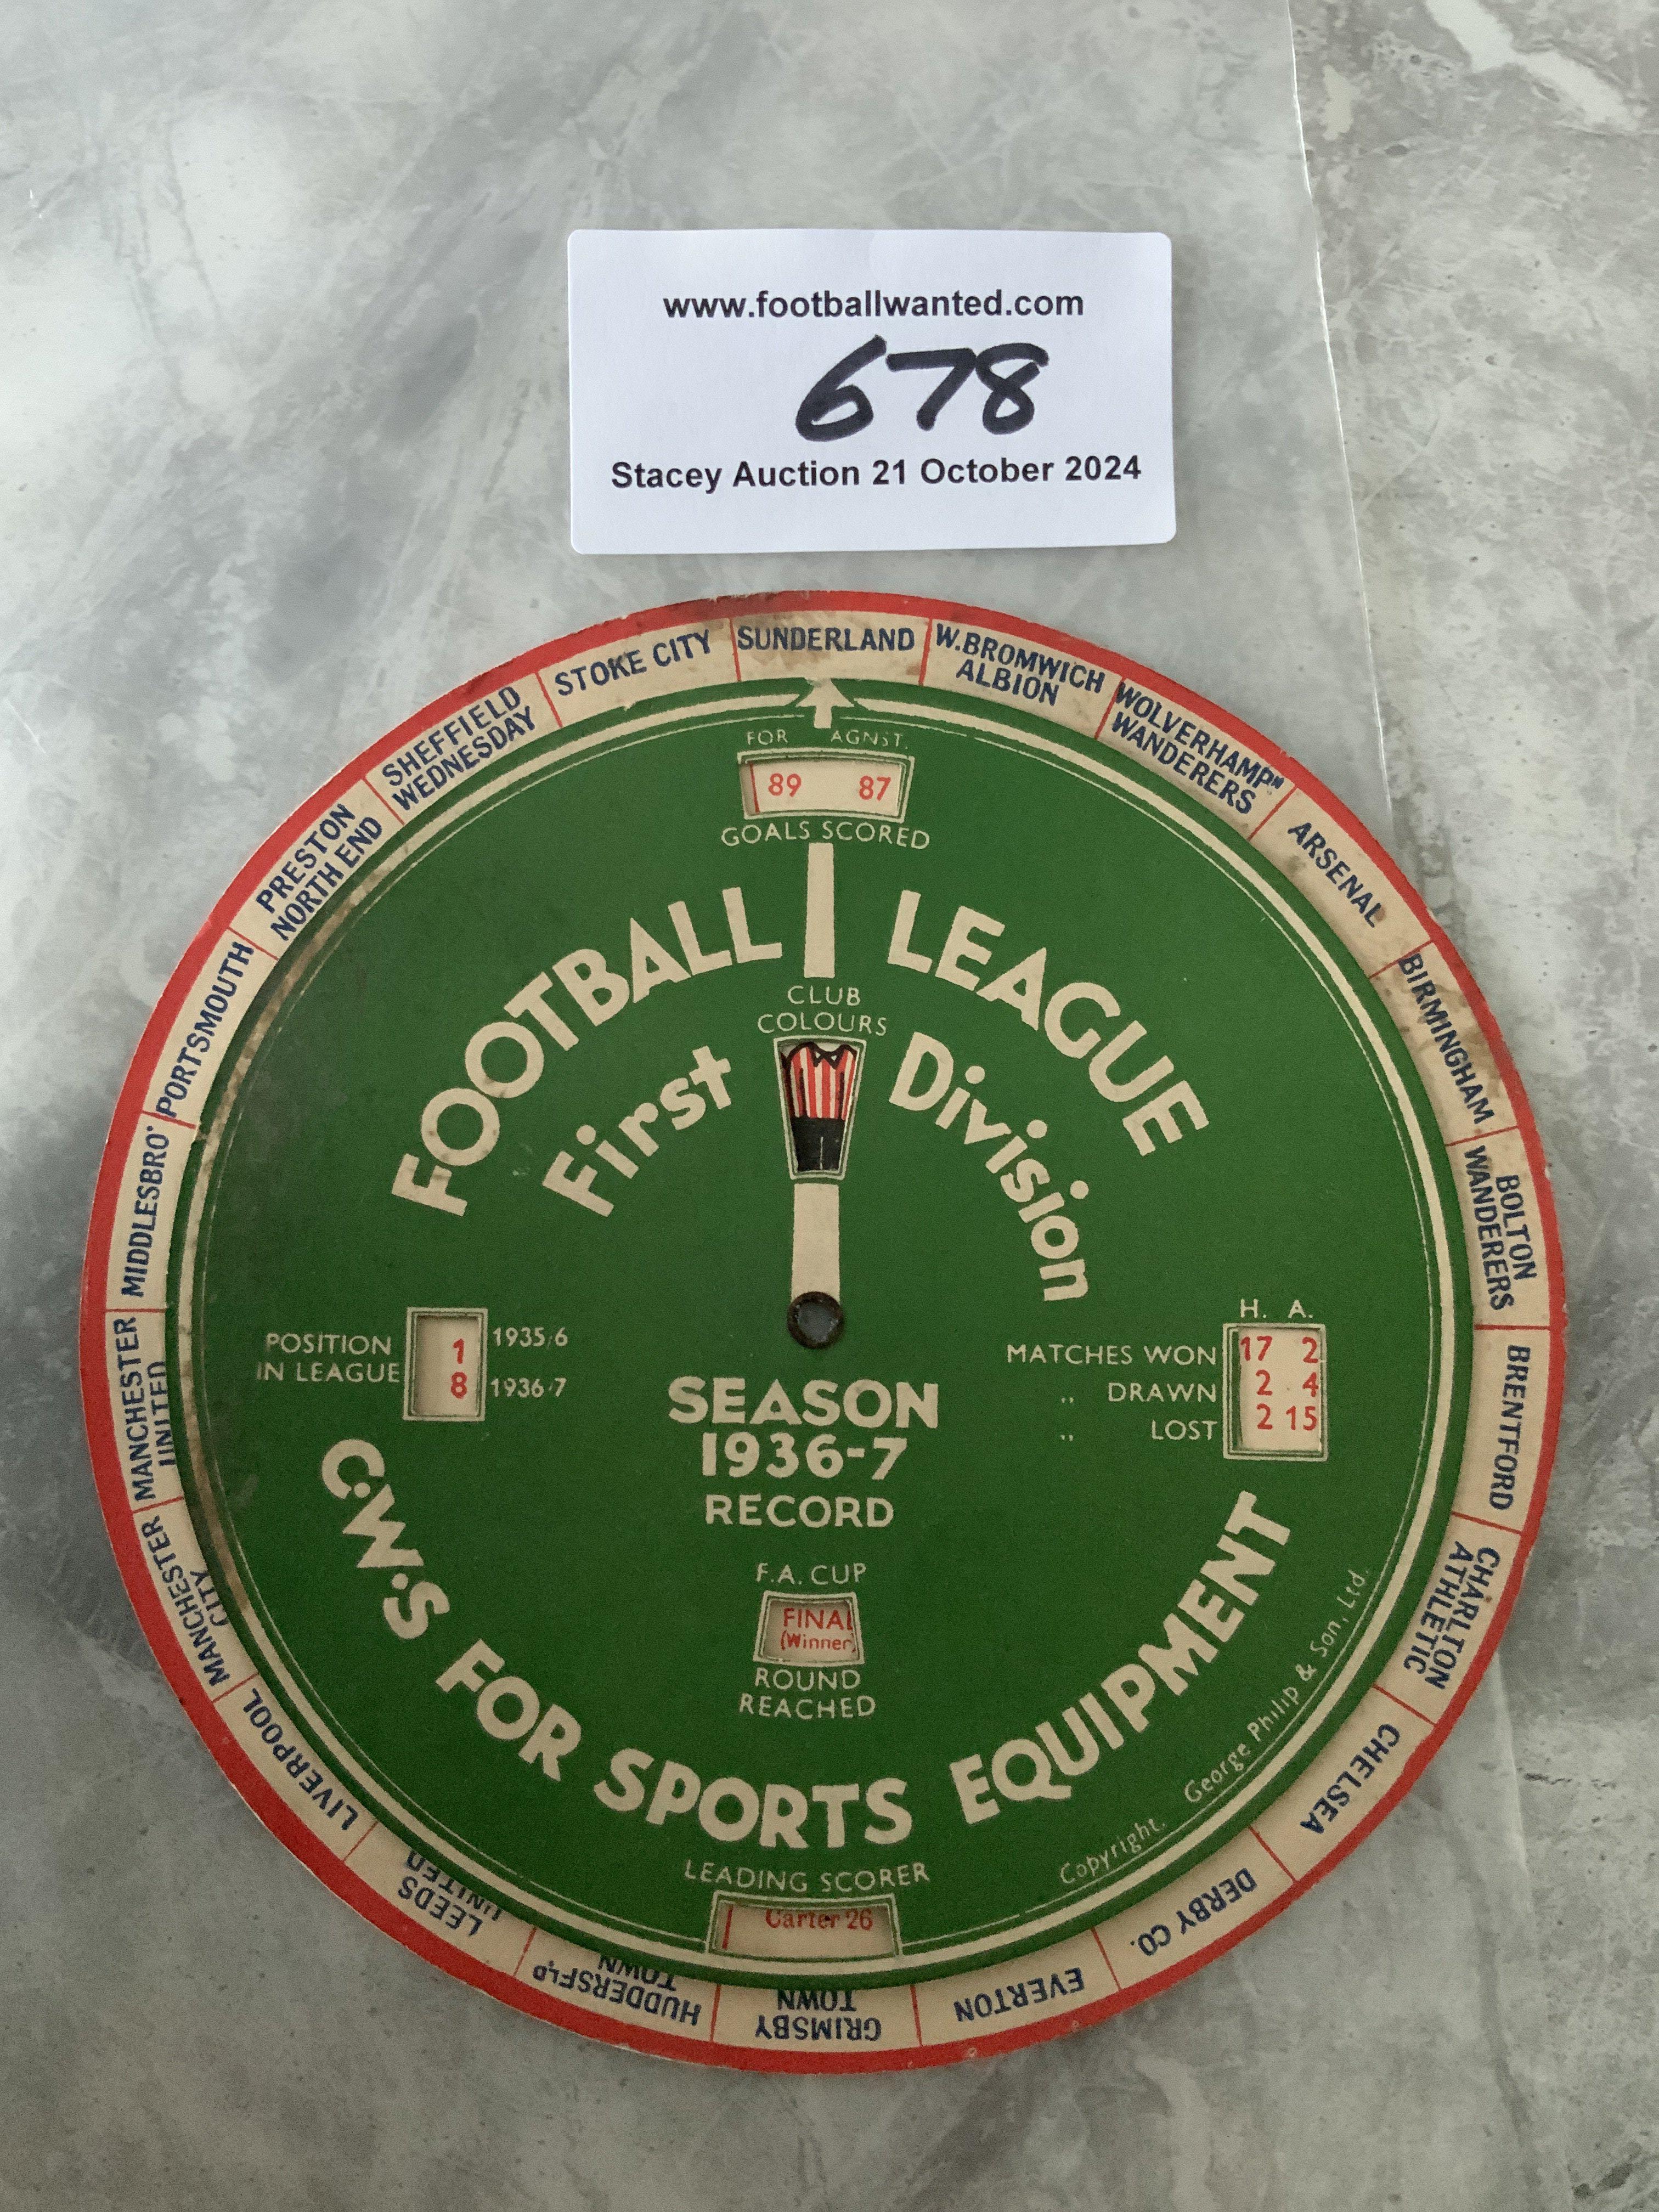 www.footballwanted.com
678
Stacey Auction 21 October 2024
SUNDERLAND
W.BROMWICH
ALBION
WOLVERHAMPN
WANDERERS
ARSENAL
BIRMINGHAM
BOLTON
WANDERERS
BRENTFORD
CHARLTON
ATHLETIC
CHELSEA
DERBY CO.
EVERTON
GRIMSBY
TOWN
HUDDERSFLD
TOWN
LEEDS
UNITED
LIVERPOOL
MANCHESTER
CITY
MANCHESTER
UNITED
MIDDLESBRO'
PORTSMOUTH
PRESTON
NORTH END
SHEFFIELD
WEDNESDAY
STOKE CITY
FOR AGNST.
89 87
GOALS SCORED
FOOTBALL LEAGUE
First Division
CLUB
COLOURS
POSITION
IN LEAGUE
1 1935/6
8 1936/7
H. A.
MATCHES WON 17 2
,, DRAWN 2 4
,, LOST 2 15
SEASON
1936-7
RECORD
F.A. CUP
FINAL
(Winner)
ROUND
REACHED
C.W.S FOR SPORTS EQUIPMENT
LEADING SCORER
Carter 26
Copyright. George Philip & Son, Ltd.